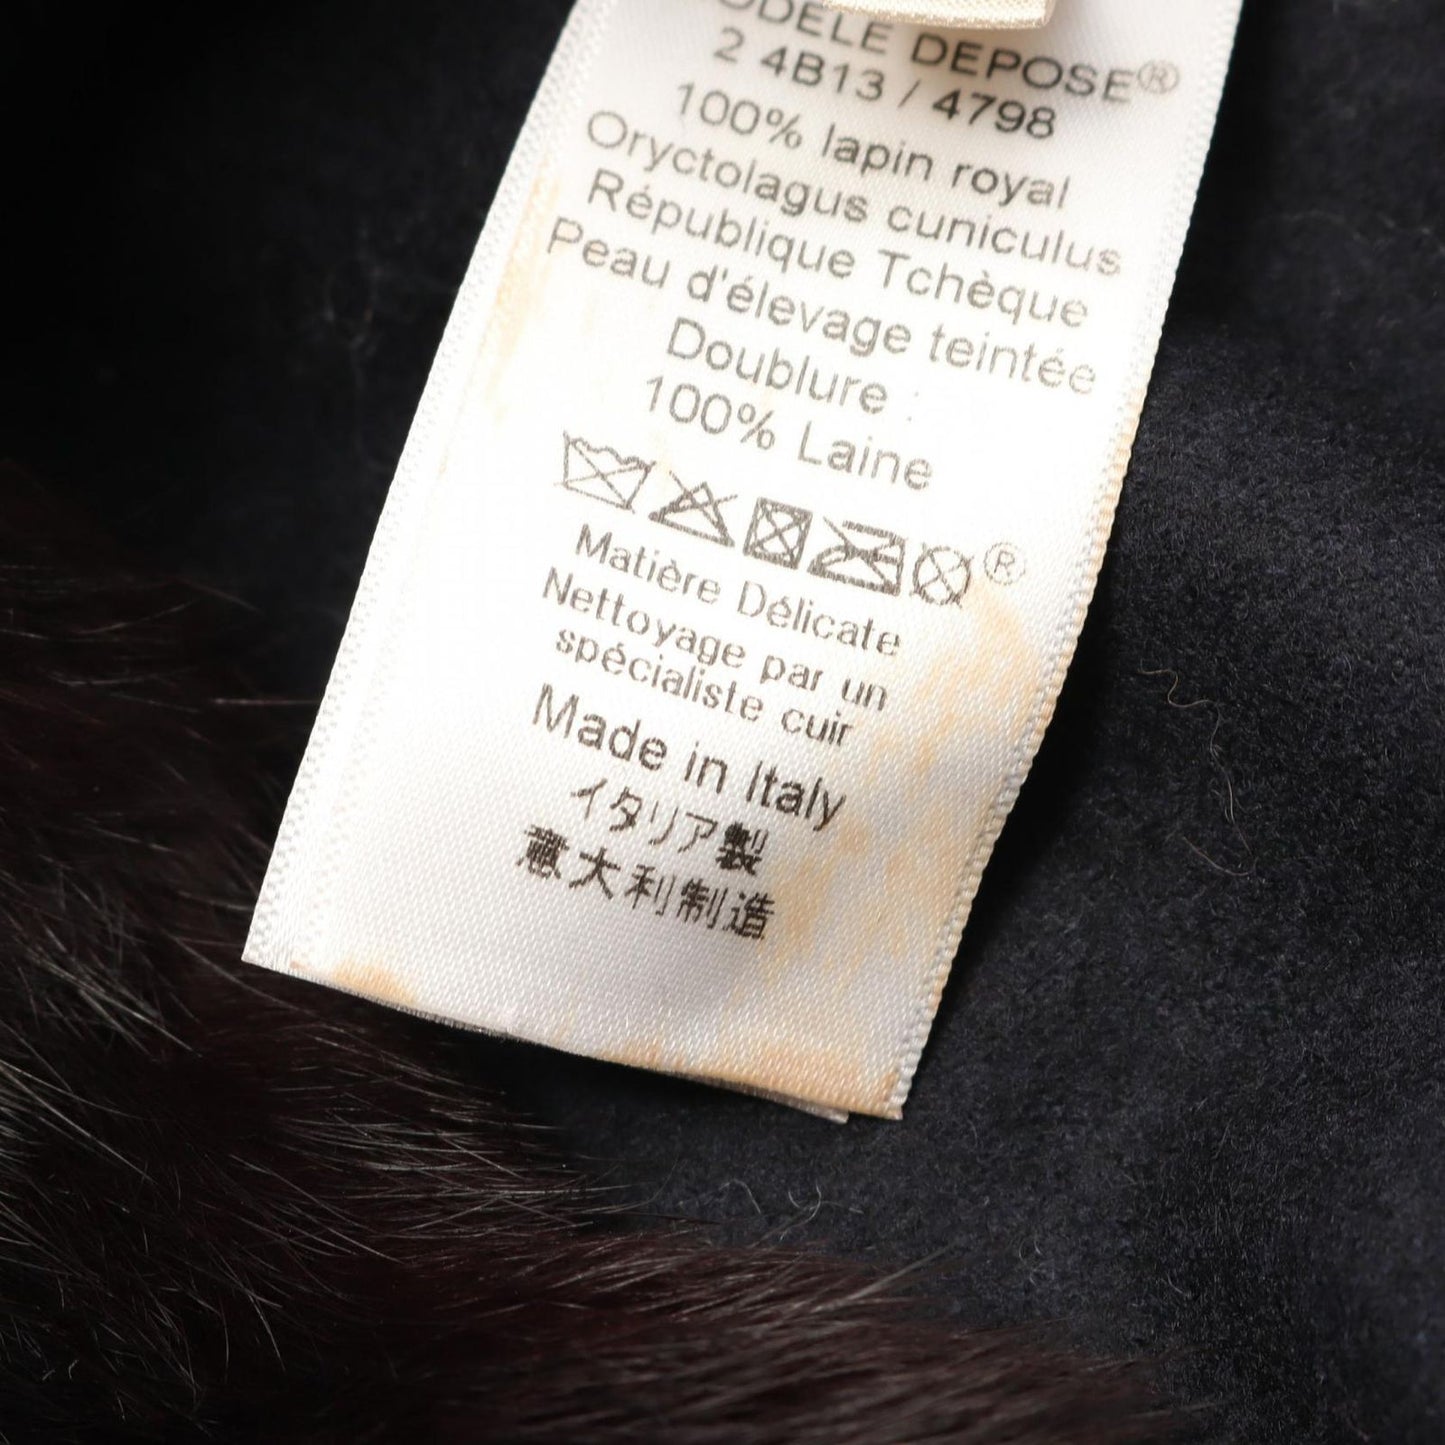 DEPOSE®
2 4B13 / 4798
100% lapin royal
Oryctolagus cuniculus
République Tchèque
Peau d'élevage teintée
Doublure :
100% Laine
®
Matière Délicate
Nettoyage par un
spécialiste cuir
Made in Italy
イタリア製
意大利制造